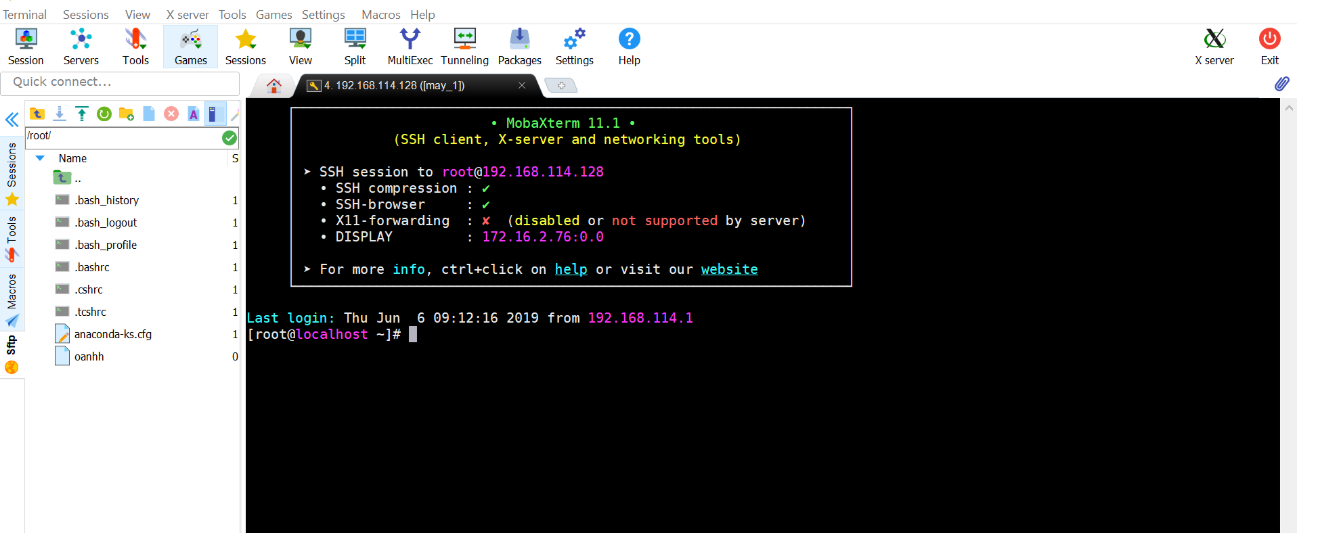 Terminal Sessions View X server Tools Games Settings Macros Help
Session Servers Tools Games Sessions View Split MultiExec Tunneling Packages Settings Help X server Exit
Quick connect...
4. 192.168.114.128 ([may_1])
/root/
Name S
..
.bash_history 1
.bash_logout 1
.bash_profile 1
.bashrc 1
.cshrc 1
.tcshrc 1
anaconda-ks.cfg 1
oanhh 0
Sessions
Tools
Macros
Sftp
• MobaXterm 11.1 •
(SSH client, X-server and networking tools)
➤ SSH session to root@192.168.114.128
• SSH compression : ✔
• SSH-browser : ✔
• X11-forwarding : ✘ (disabled or not supported by server)
• DISPLAY : 172.16.2.76:0.0
➤ For more info, ctrl+click on help or visit our website
Last login: Thu Jun 6 09:12:16 2019 from 192.168.114.1
[root@localhost ~]#